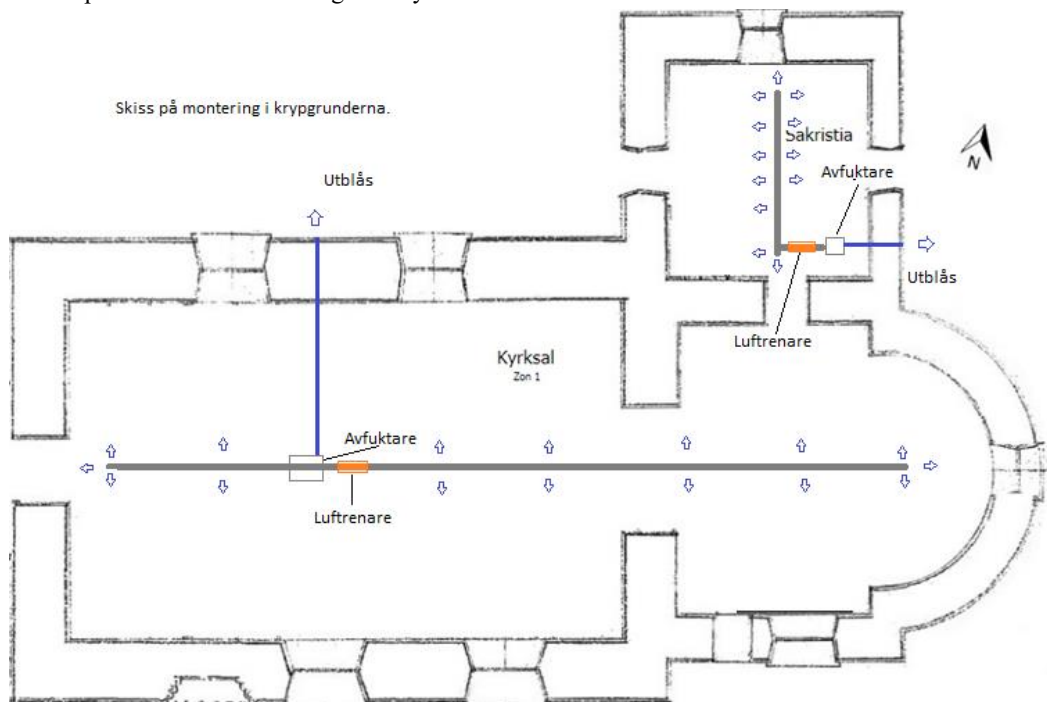 Skiss på montering i krypgrunderna.
Utblås
Sakristia
Avfuktare
N
Utblås
Luftrenare
Kyrksal
Zon 1
Avfuktare
Luftrenare